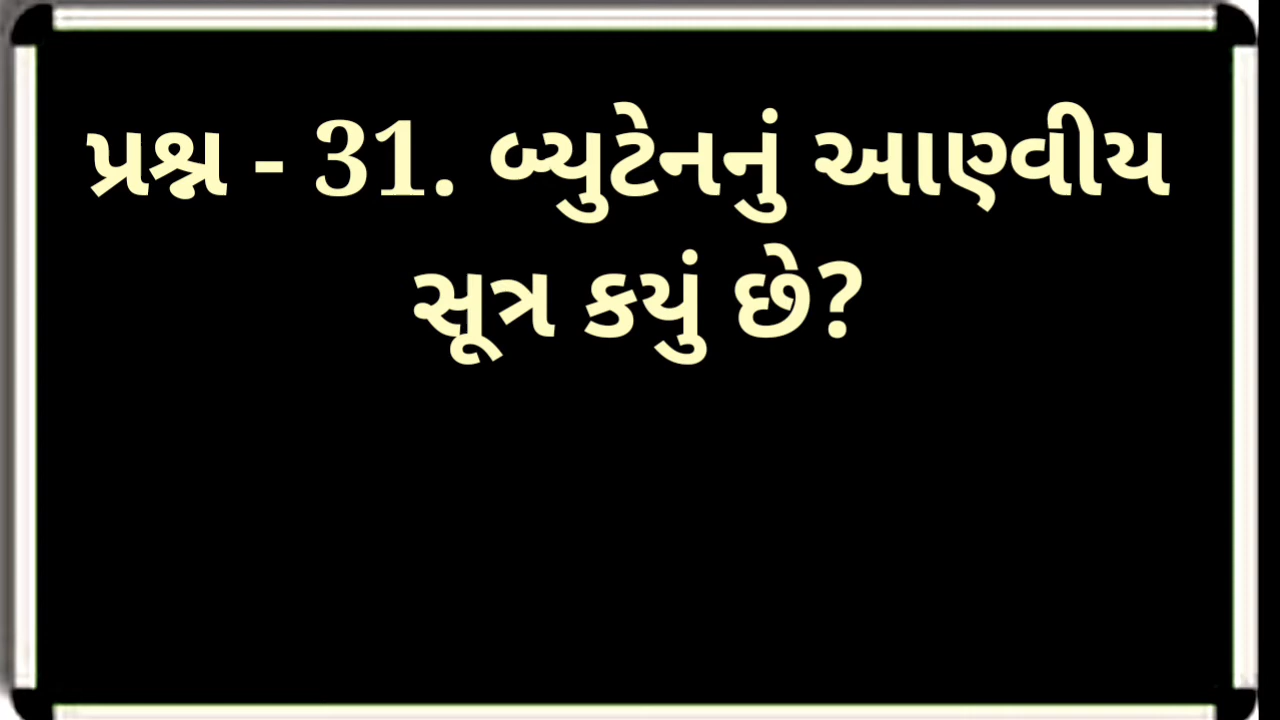 પ્રશ્ન - 31. બ્યુટેનનું આણ્વીય
સૂત્ર કયું છે?